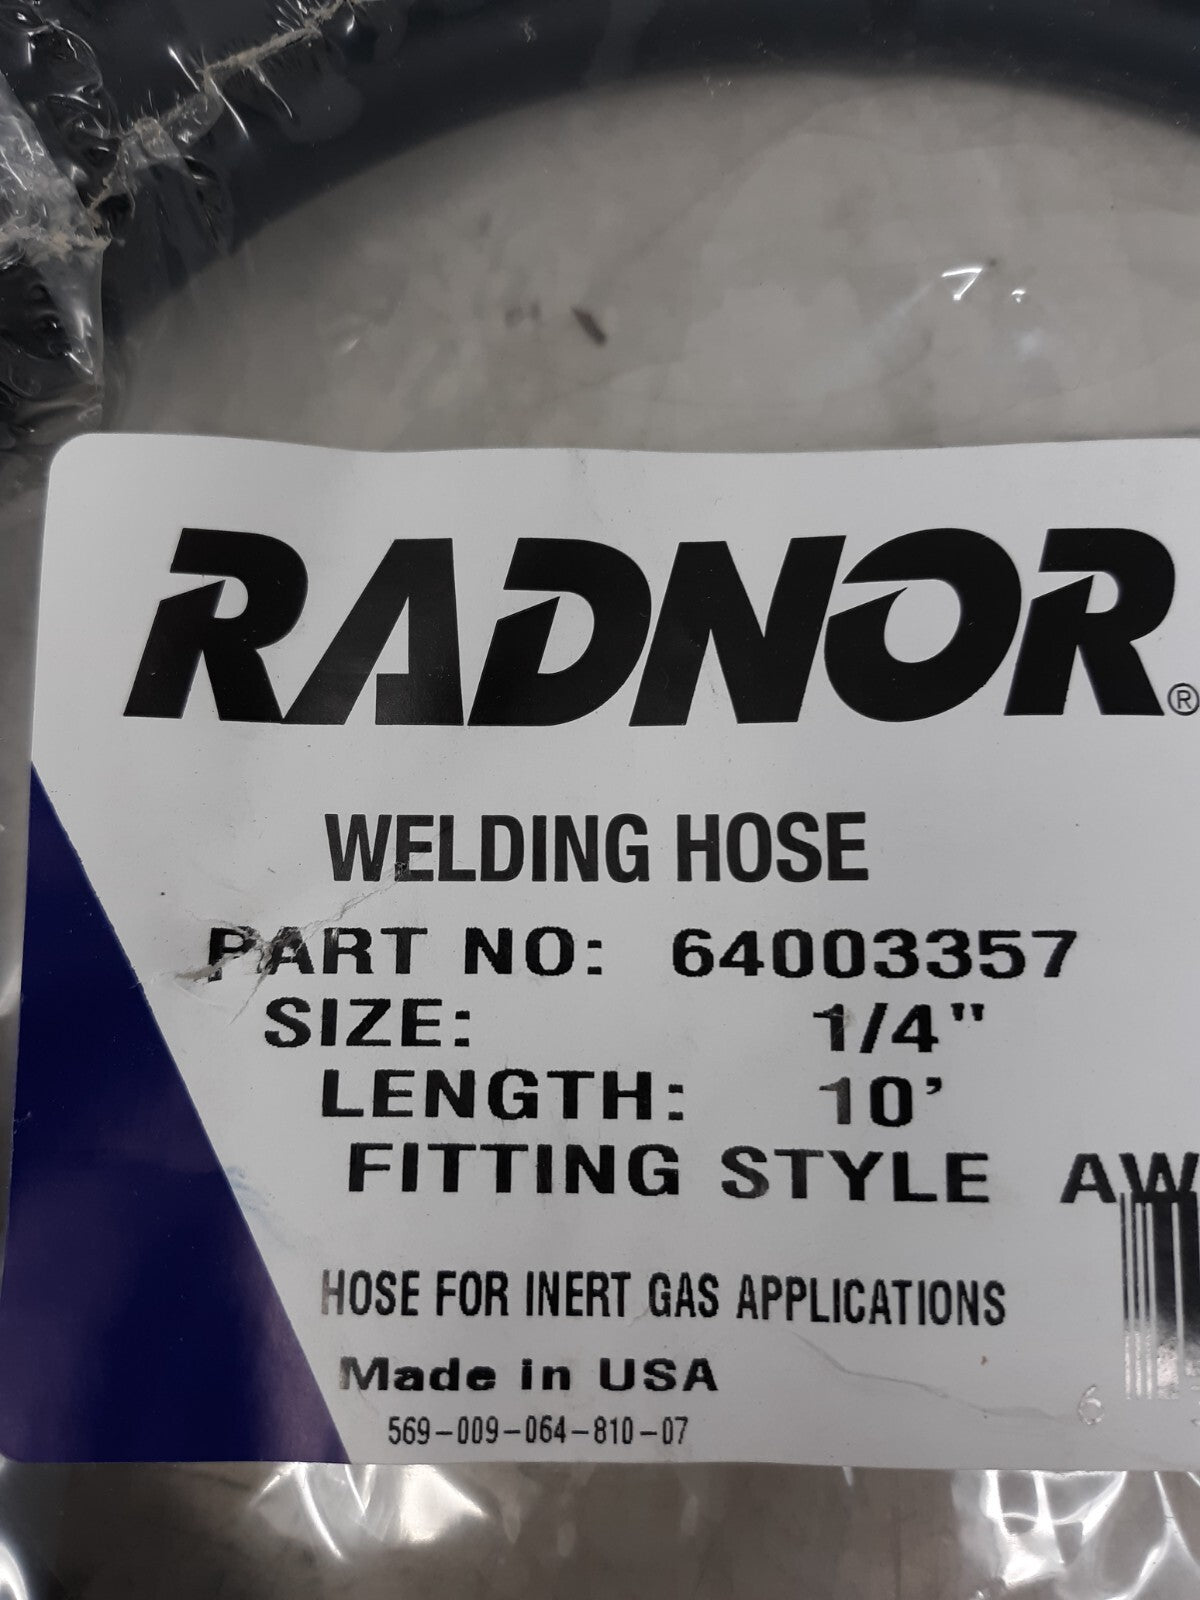 RADNOR®
WELDING HOSE
PART NO: 64003357
SIZE: 1/4"
LENGTH: 10'
FITTING STYLE AW
HOSE FOR INERT GAS APPLICATIONS
Made in USA
569-009-064-810-07
6